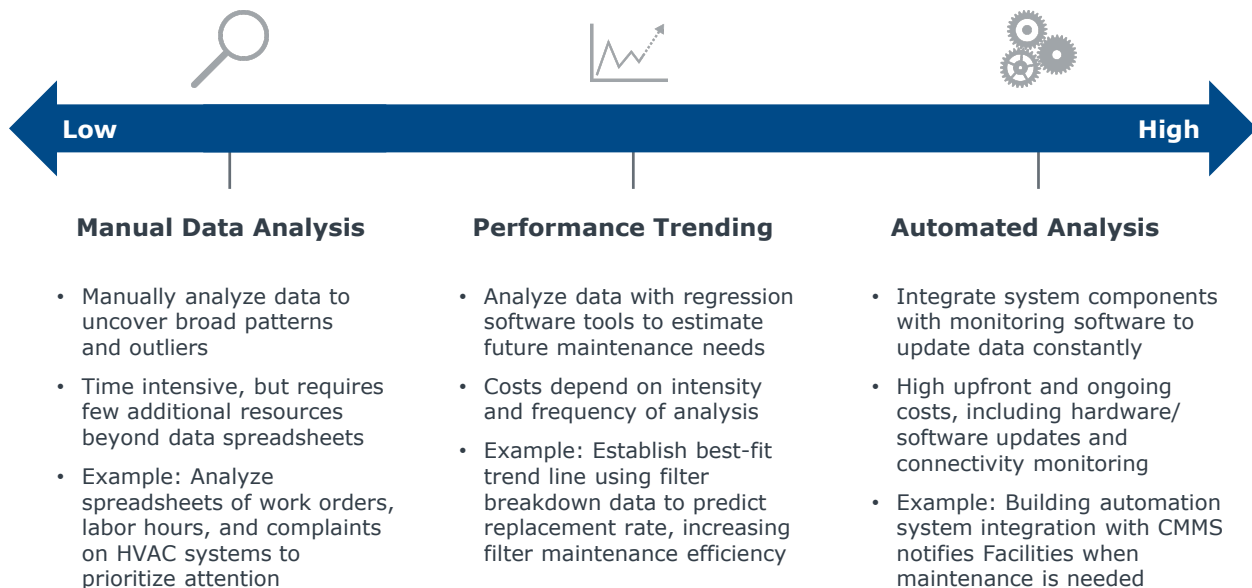 Low
High
Manual Data Analysis
• Manually analyze data to
uncover broad patterns
and outliers
• Time intensive, but requires
few additional resources
beyond data spreadsheets
• Example: Analyze
spreadsheets of work orders,
labor hours, and complaints
on HVAC systems to
prioritize attention
Performance Trending
• Analyze data with regression
software tools to estimate
future maintenance needs
• Costs depend on intensity
and frequency of analysis
• Example: Establish best-fit
trend line using filter
breakdown data to predict
replacement rate, increasing
filter maintenance efficiency
Automated Analysis
• Integrate system components
with monitoring software to
update data constantly
• High upfront and ongoing
costs, including hardware/
software updates and
connectivity monitoring
• Example: Building automation
system integration with CMMS
notifies Facilities when
maintenance is needed